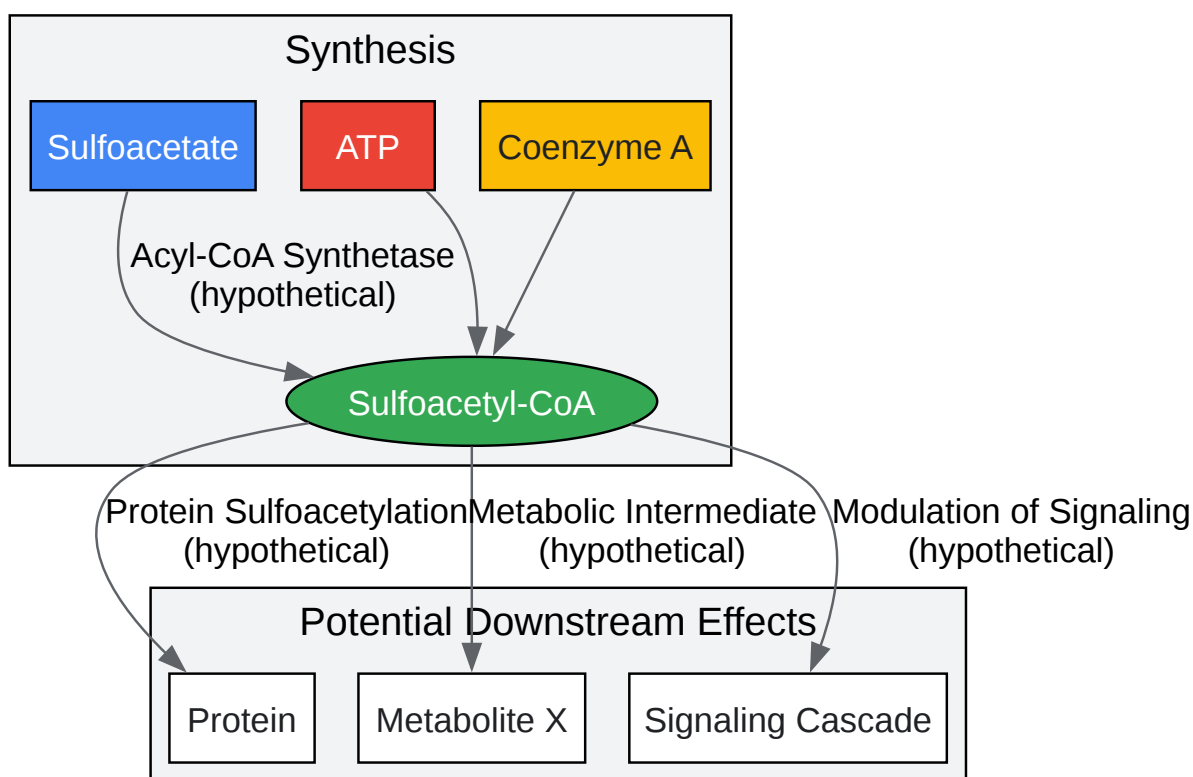 Synthesis
Sulfoacetate
ATP
Coenzyme A
Acyl-CoA Synthetase
(hypothetical)
Sulfoacetyl-CoA
Protein Sulfoacetylation
(hypothetical)
Metabolic Intermediate
(hypothetical)
Modulation of Signaling
(hypothetical)
Potential Downstream Effects
Protein
Metabolite X
Signaling Cascade